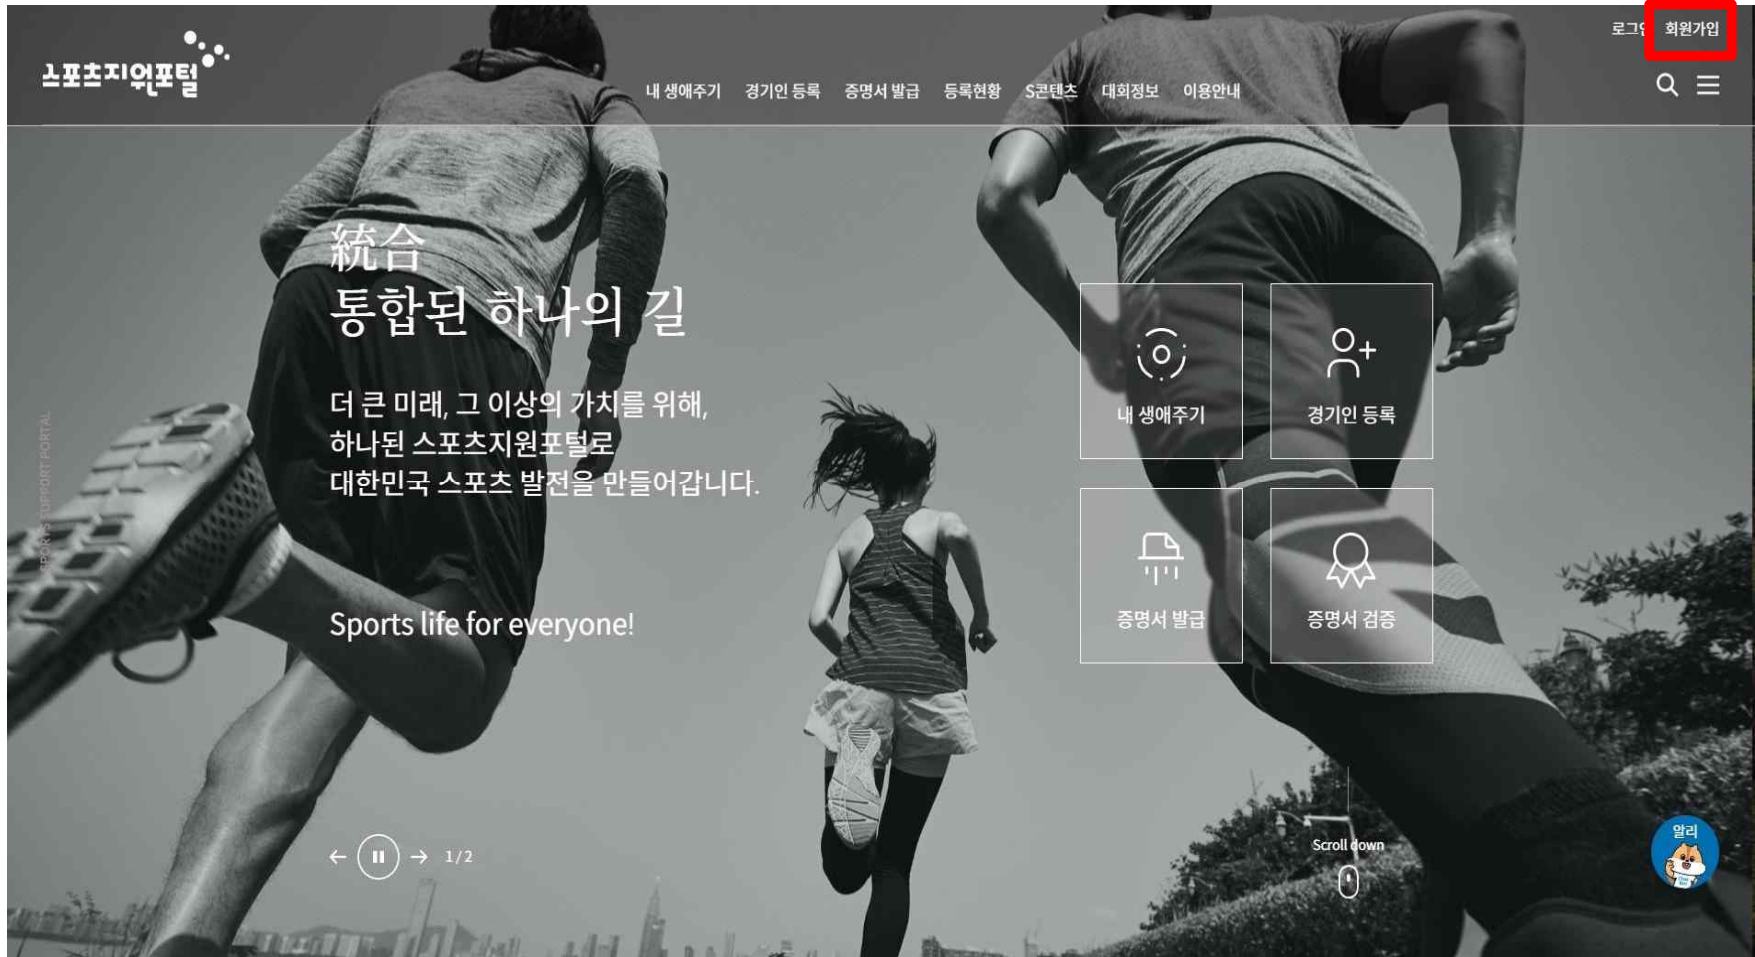 로그인
회원가입
스포츠지원포털
내 생애주기
경기인 등록
증명서 발급
등록현황
S콘텐츠
대회정보
이용안내
統合
통합된 하나의 길
더 큰 미래, 그 이상의 가치를 위해,
하나된 스포츠지원포털로
대한민국 스포츠 발전을 만들어갑니다.
Sports life for everyone!
SPORTS SUPPORT PORTAL
내 생애주기
경기인 등록
증명서 발급
증명서 검증
1 / 2
Scroll down
알리